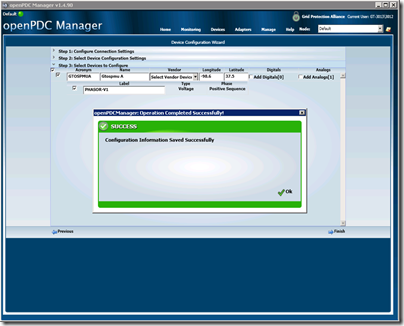 openPDC Manager v1.4.90
Default
openPDC Manager
Grid Protection Alliance Current User:
Home Monitoring Devices Adapters Manage Help Node: Default
Device Configuration Wizard
Step 1: Configure Connection Settings
Step 2: Select Device Configuration Settings
Step 3: Select Devices to Configure
Acronym Name Vendor Longitude Latitude Digitals Analogs
GTOSPMUA Gtospmu A Select Vendor Device -98.6 37.5 Add Digitals[0] Add Analogs[1]
Label Type Phase
PHASOR-V1 Voltage Positive Sequence
openPDCManager: Operation Completed Successfully!
SUCCESS
Configuration Information Saved Successfully
Ok
Previous Finish